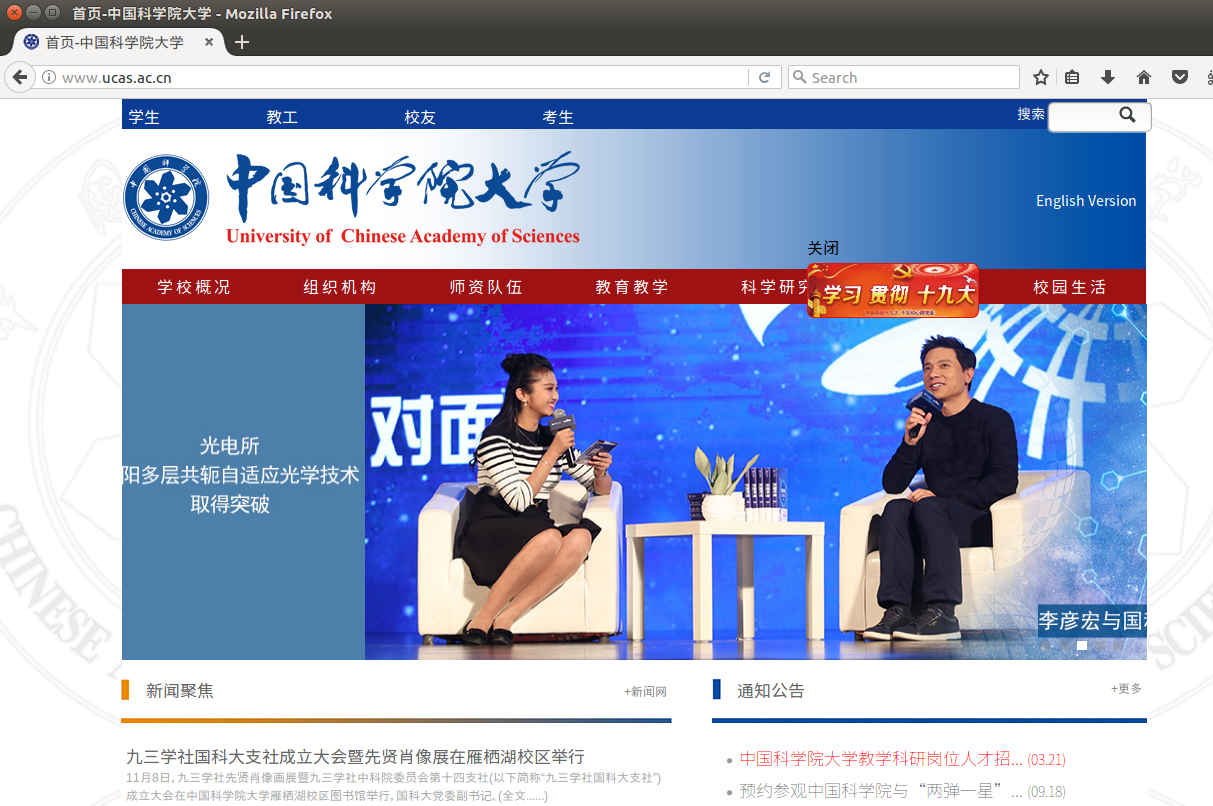 首页-中国科学院大学 - Mozilla Firefox
首页-中国科学院大学
www.ucas.ac.cn
Search
学生 教工 校友 考生 搜索
中国科学院
CHINESE ACADEMY OF SCIENCES
中国科学院大学
University of Chinese Academy of Sciences
English Version
关闭
学校概况 组织机构 师资队伍 教育教学 科学研究 校园生活
学习 贯彻 十九大
对面
光电所
阳多层共轭自适应光学技术
取得突破
李彦宏与国科
CHINESE
SCIE
新闻聚焦 +新闻网
通知公告 +更多
九三学社国科大支社成立大会暨先贤肖像展在雁栖湖校区举行
11月8日，九三学社先贤肖像画展暨九三学社中科院委员会第十四支社(以下简称“九三学社国科大支社”)
成立大会在中国科学院大学雁栖湖校区图书馆举行，国科大党委副书记、(全文......)
中国科学院大学教学科研岗位人才招... (03.21)
预约参观中国科学院与“两弹一星”... (09.18)